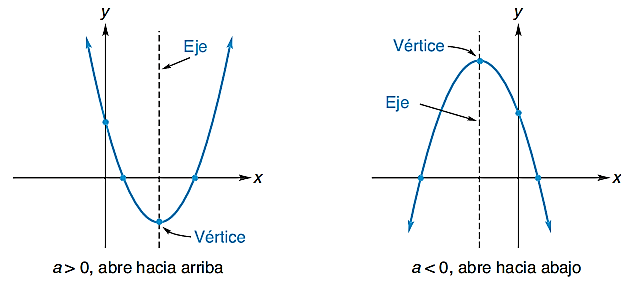 y
Eje
x
Vértice
a > 0, abre hacia arriba
y
Vértice
Eje
x
a < 0, abre hacia abajo